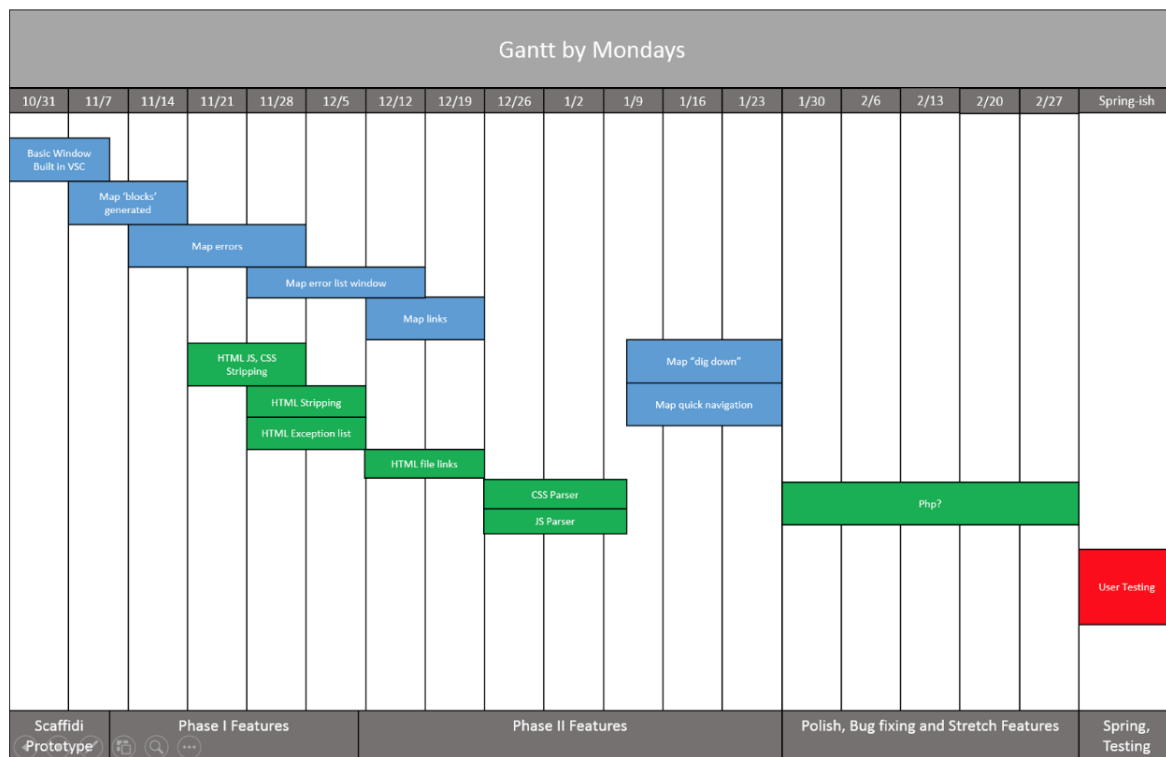 Gantt by Mondays
10/31 11/7 11/14 11/21 11/28 12/5 12/12 12/19 12/26 1/2 1/9 1/16 1/23 1/30 2/6 2/13 2/20 2/27 Spring-ish
Basic Window
Built in VSC
Map ‘blocks’
generated
Map errors
Map error list window
Map links
HTML JS, CSS
Stripping
Map “dig down”
HTML Stripping
Map quick navigation
HTML Exception list
HTML file links
CSS Parser
Php?
JS Parser
User Testing
Scaffidi
Prototype
Phase I Features
Phase II Features
Polish, Bug fixing and Stretch Features
Spring,
Testing